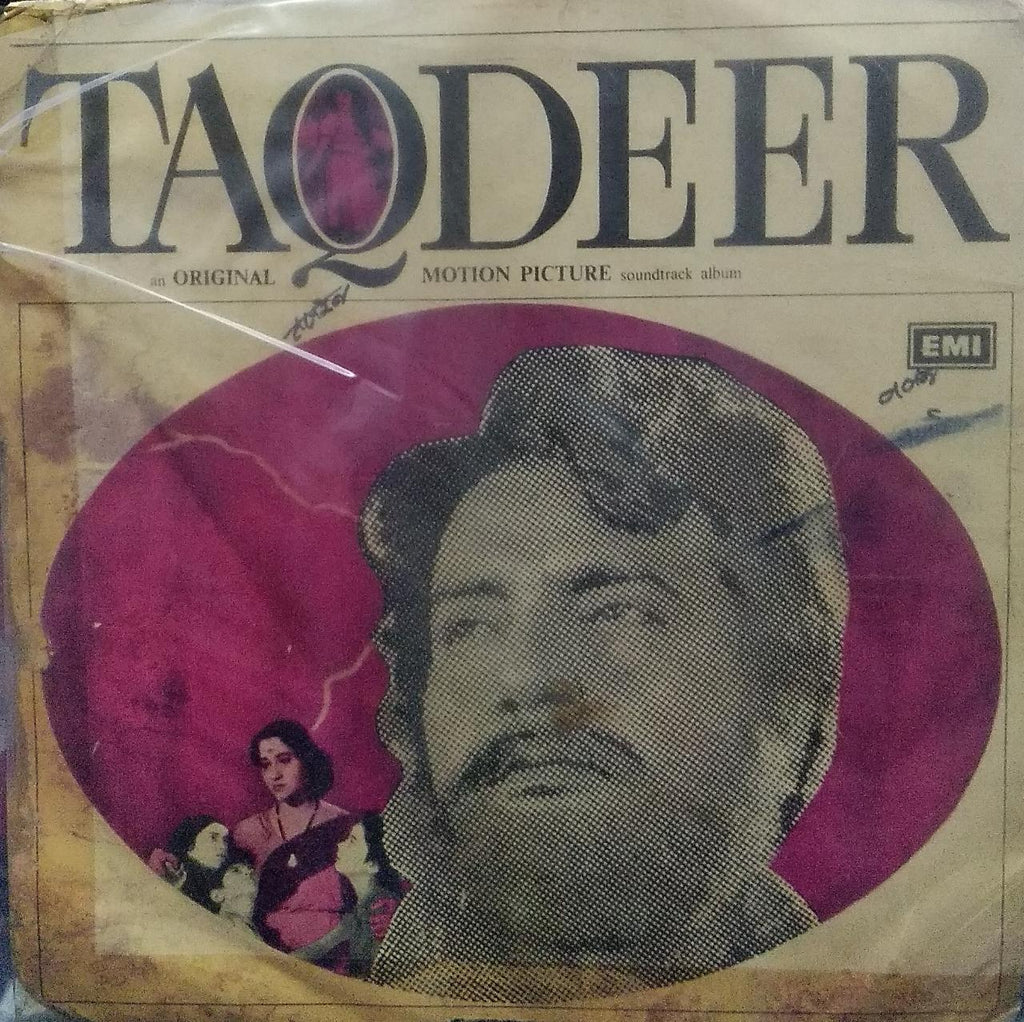 TAQDEER
an ORIGINAL MOTION PICTURE soundtrack album
EMI